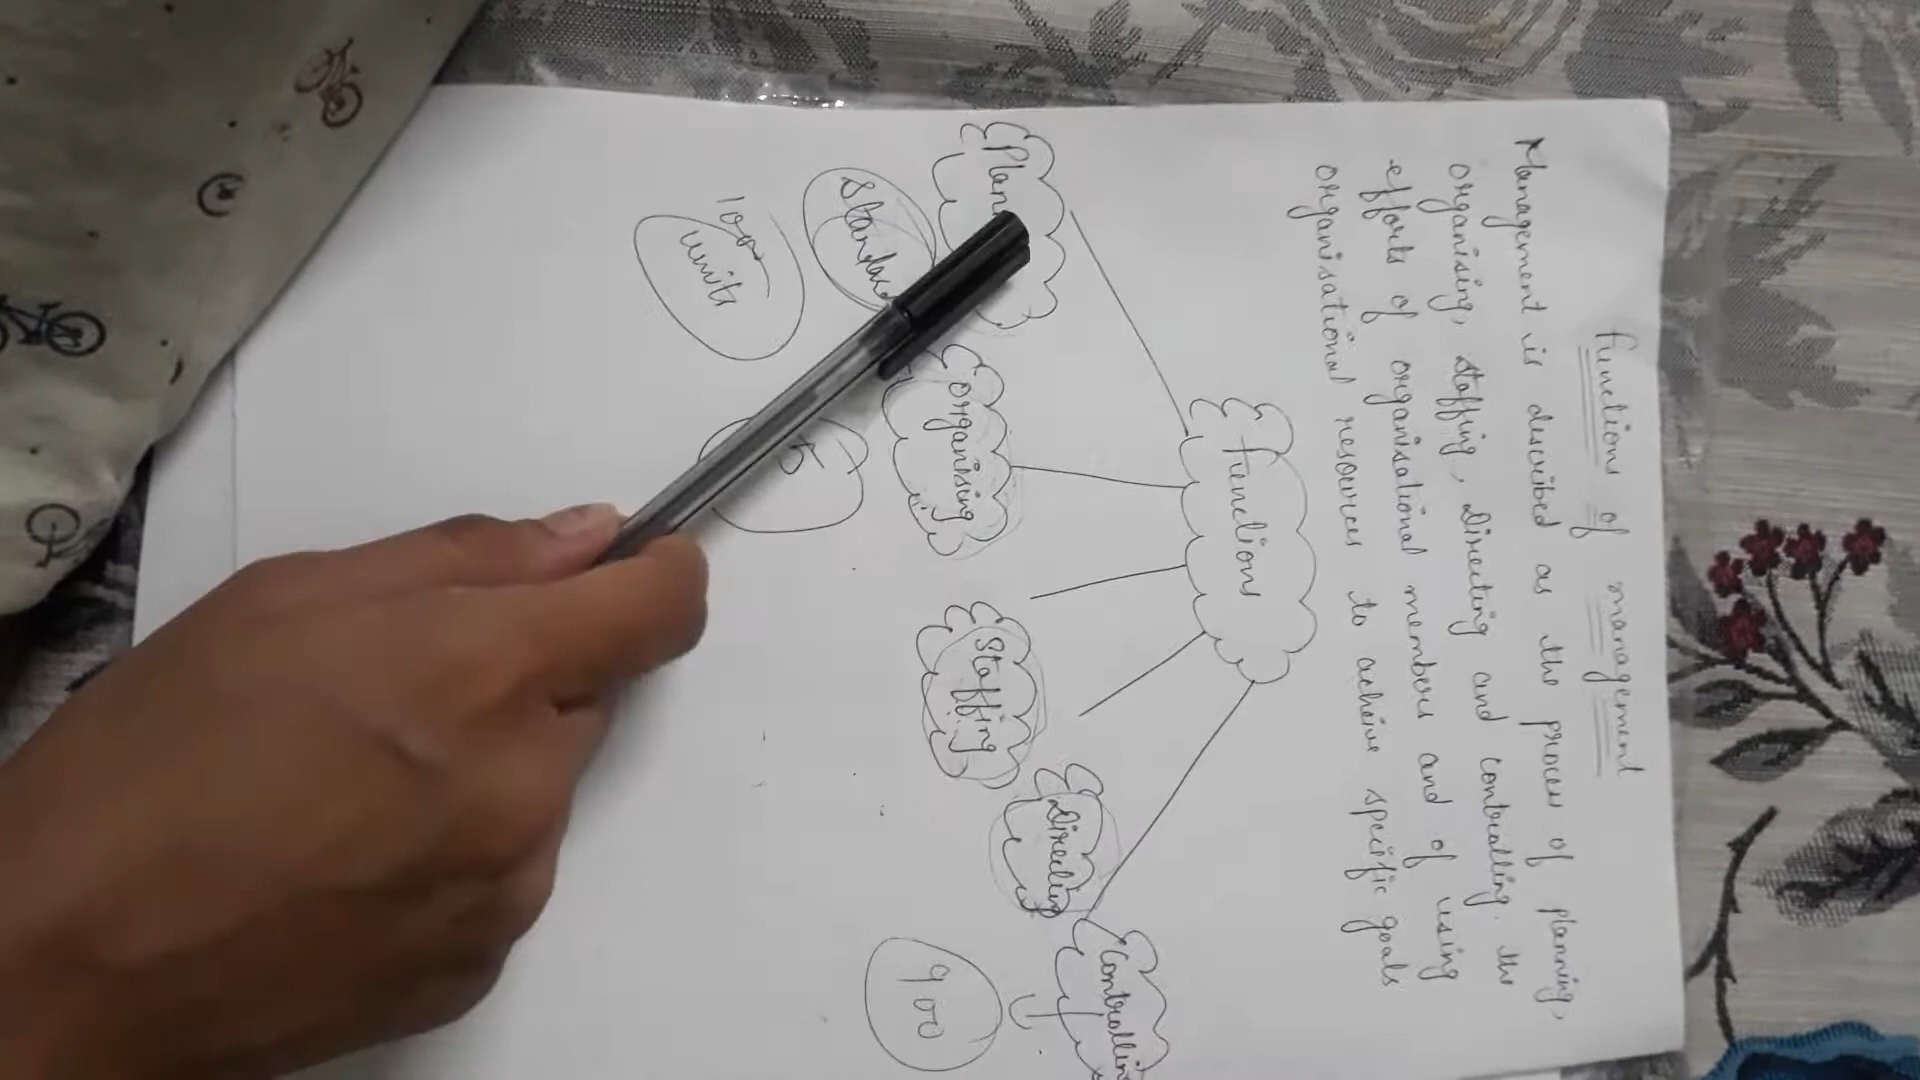 Functions of management
Management is described as the process of planning,
organising, staffing, Directing and controlling. the
efforts of organisational members and of using
organisational resources to acheive specific goals
functions
Plan
organising
Staffing
Directing
Controllin
Standard
1000
units
5
900